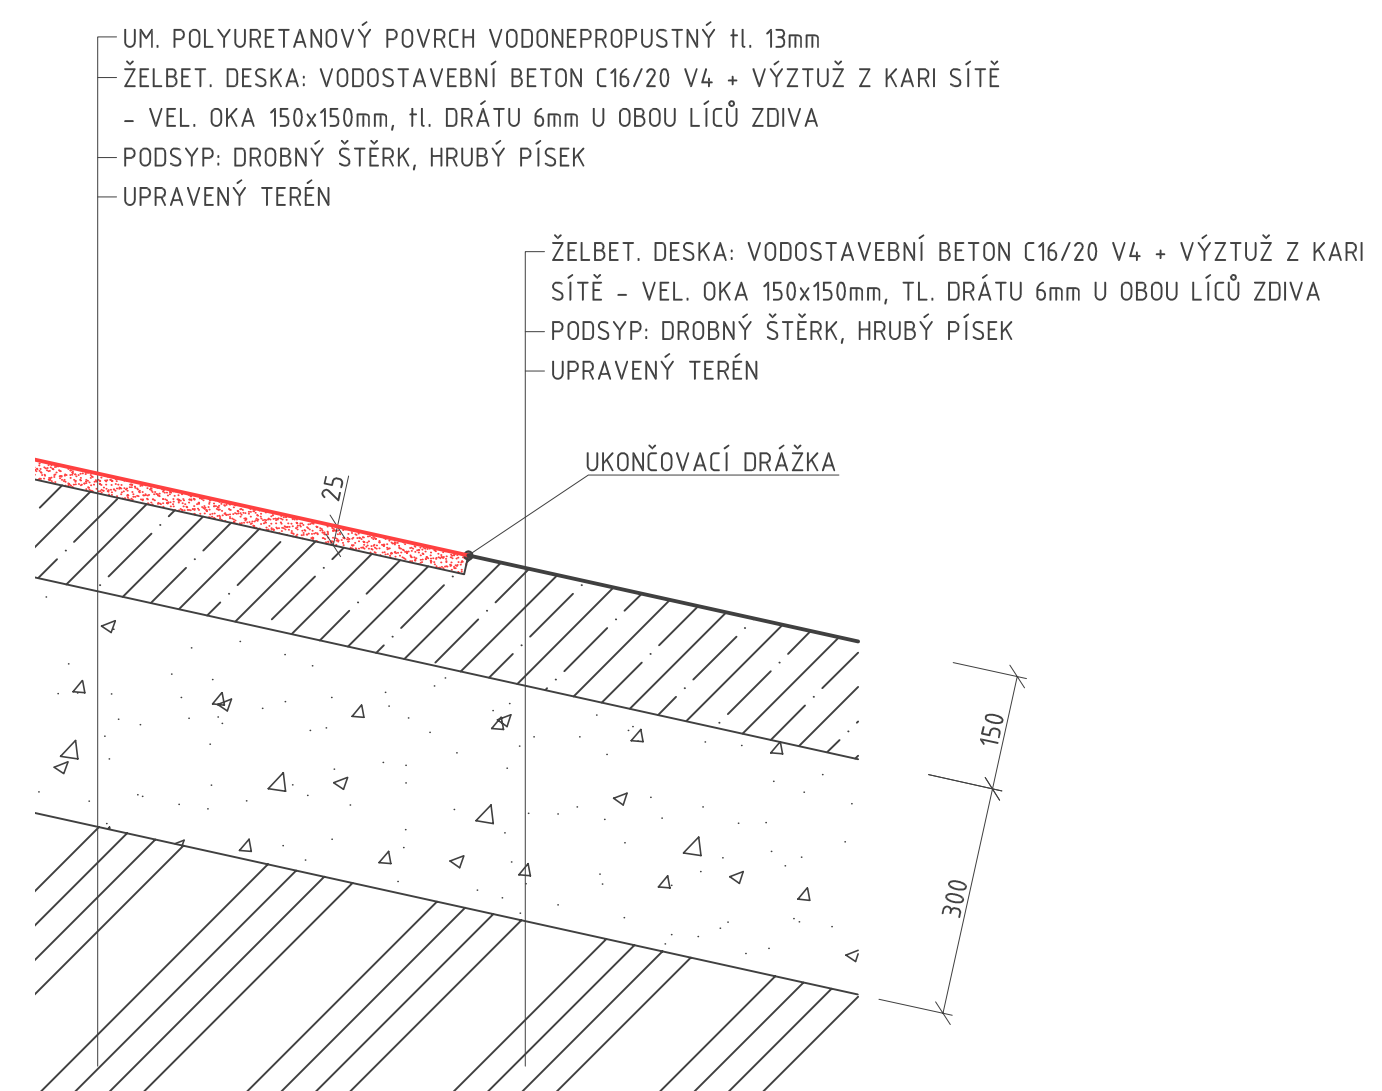 UM. POLYURETANOVÝ POVRCH VODONEPROPUSTNÝ tl. 13mm
ŽELBET. DESKA: VODOSTAVEBNÍ BETON C16/20 V4 + VÝZTUŽ Z KARI SÍTĚ
- VEL. OKA 150x150mm, tl. DRÁTU 6mm U OBOU LÍCŮ ZDIVA
PODSYP: DROBNÝ ŠTĚRK, HRUBÝ PÍSEK
UPRAVENÝ TERÉN
ŽELBET. DESKA: VODOSTAVEBNÍ BETON C16/20 V4 + VÝZTUŽ Z KARI
SÍTĚ - VEL. OKA 150x150mm, TL. DRÁTU 6mm U OBOU LÍCŮ ZDIVA
PODSYP: DROBNÝ ŠTĚRK, HRUBÝ PÍSEK
UPRAVENÝ TERÉN
UKONČOVACÍ DRÁŽKA
25
150
300